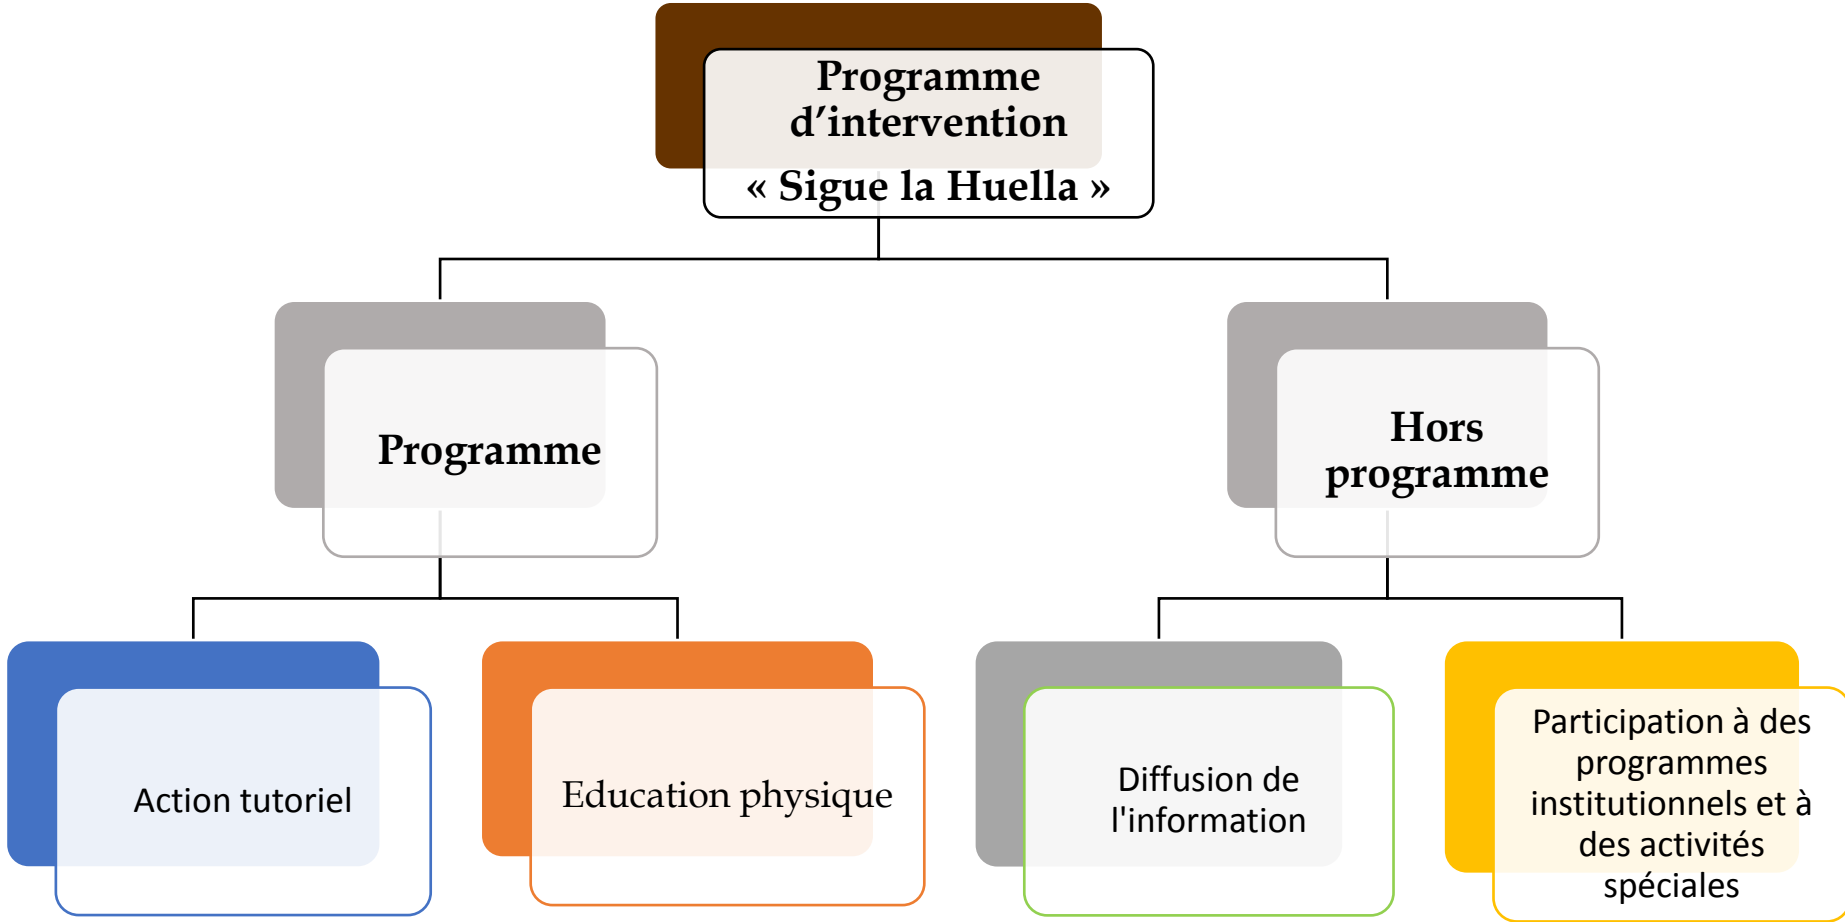 Programme
d’intervention
« Sigue la Huella »
Programme
Hors
programme
Action tutoriel
Education physique
Diffusion de
l'information
Participation à des
programmes
institutionnels et à
des activités
spéciales